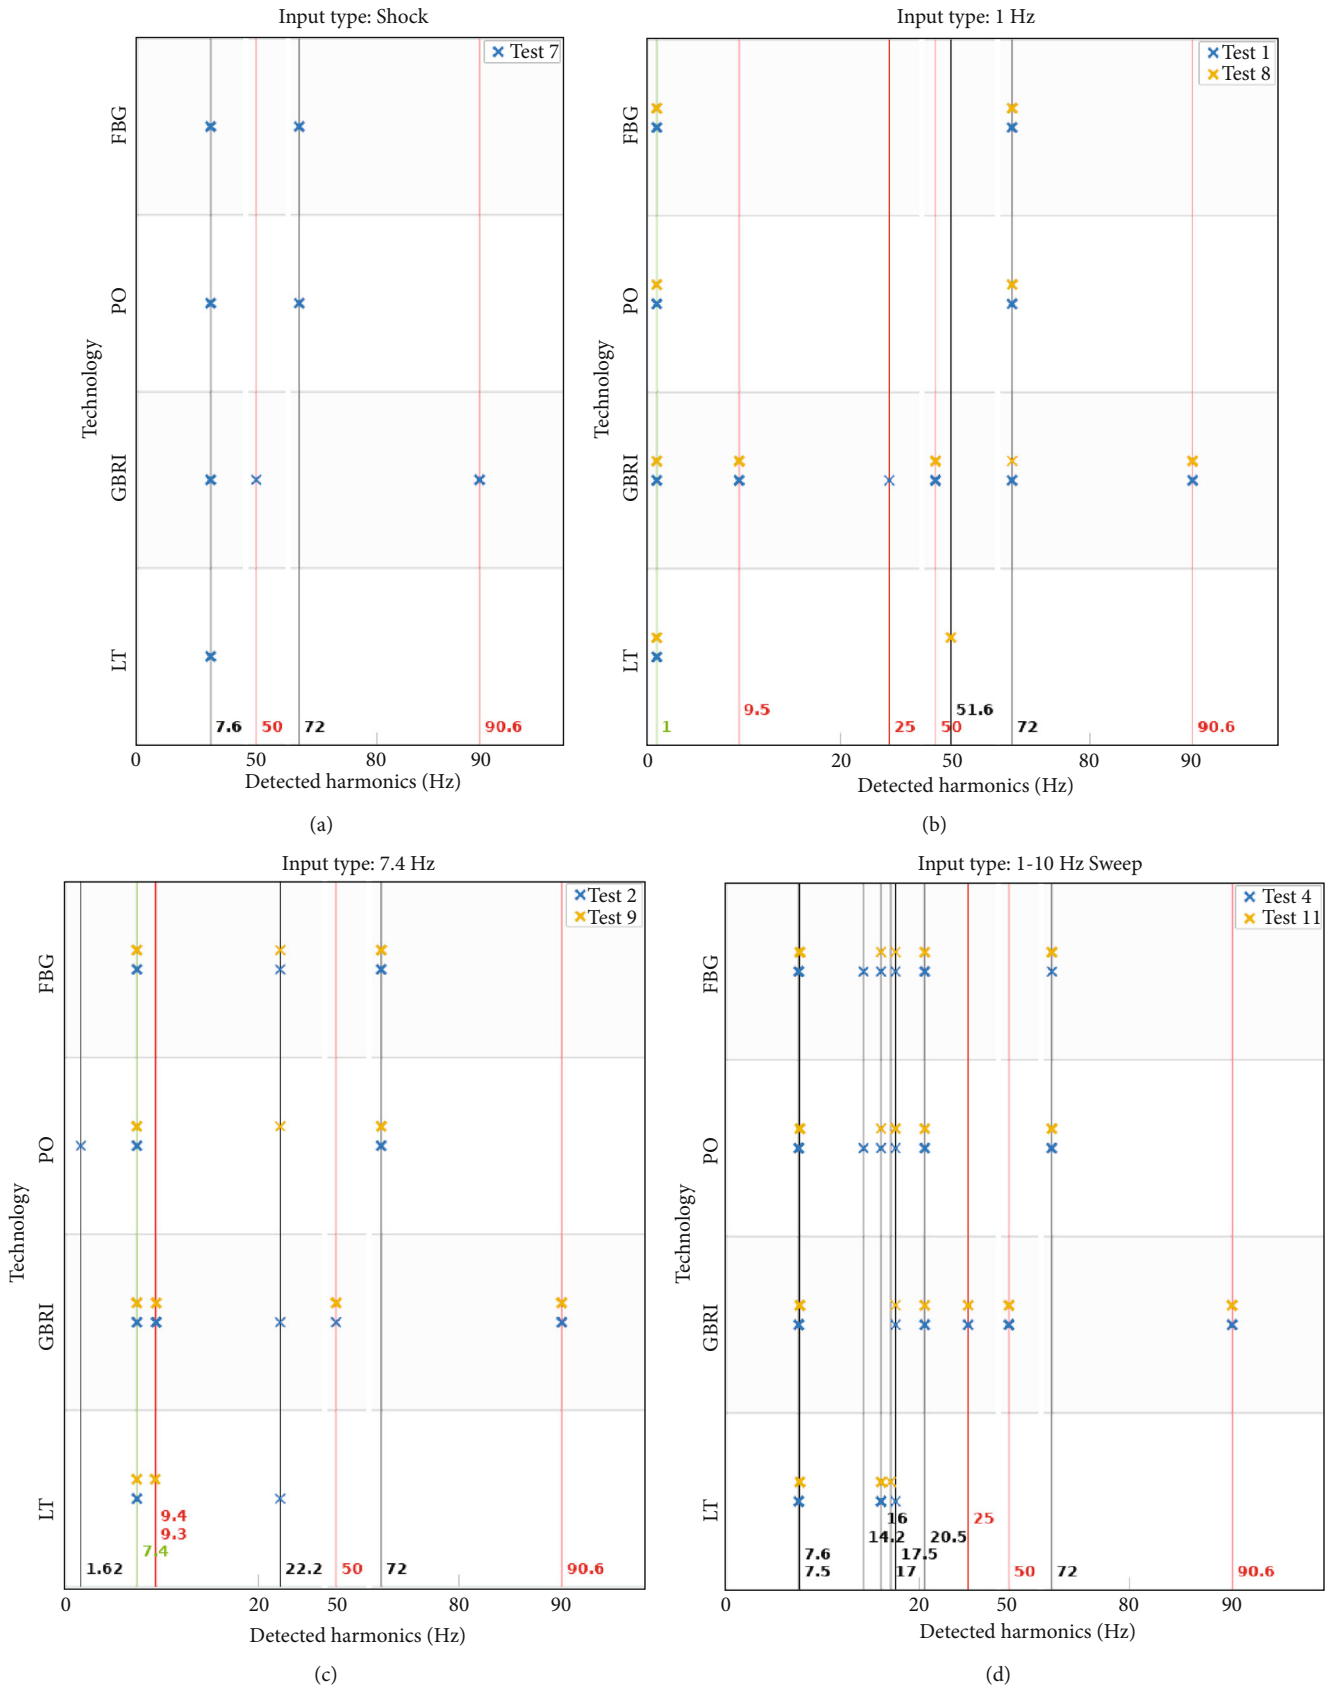 Input type: Shock
Test 7
FBG
PO
GBRI
LT
Technology
7.6 50 72 90.6
0 50 80 90
Detected harmonics (Hz)
(a)
Input type: 1 Hz
Test 1
Test 8
FBG
PO
GBRI
LT
Technology
51.6
9.5
1 25 50 72 90.6
0 20 50 80 90
Detected harmonics (Hz)
(b)
Input type: 7.4 Hz
Test 2
Test 9
FBG
PO
GBRI
LT
Technology
9.4
9.3
7.4
1.62 22.2 50 72 90.6
0 20 80 90
Detected harmonics (Hz)
(c)
Input type: 1-10 Hz Sweep
Test 4
Test 11
FBG
PO
GBRI
LT
Technology
16 25
14.2 20.5
7.6 17.5
7.5 17 50 72 90.6
0 20 80 90
Detected harmonics (Hz)
(d)